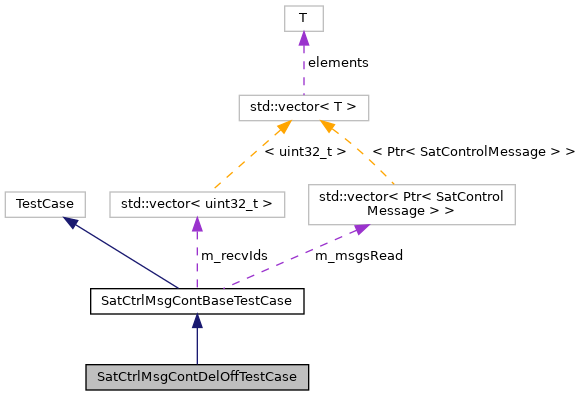 T
elements
std::vector< T >
< uint32_t >
< Ptr< SatControlMessage > >
TestCase
std::vector< uint32_t >
std::vector< Ptr< SatControl
Message > >
m_recvIds
m_msgsRead
SatCtrlMsgContBaseTestCase
SatCtrlMsgContDelOffTestCase